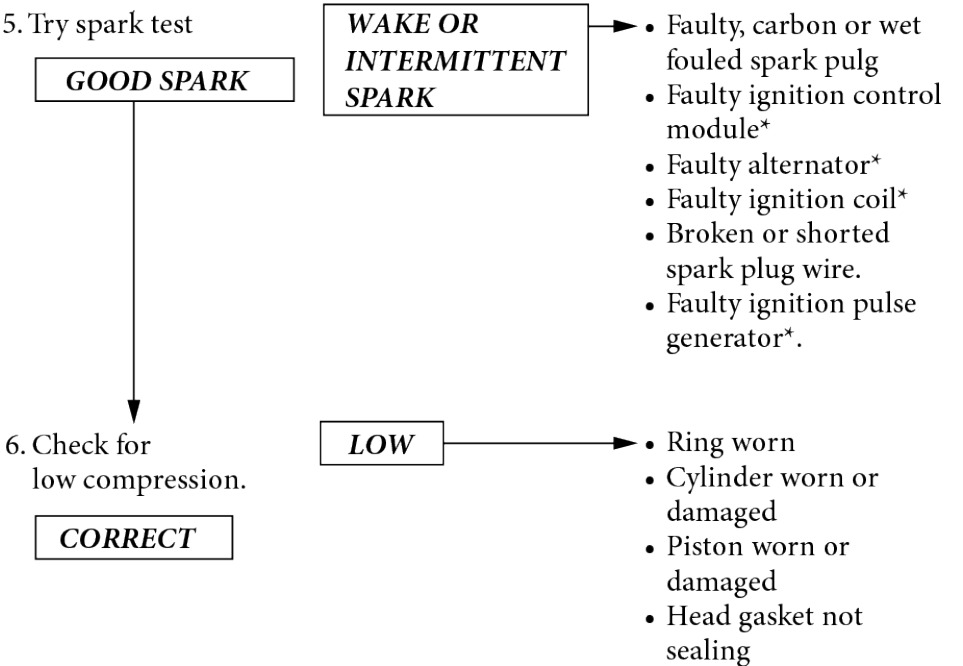 5. Try spark test
GOOD SPARK
WAKE OR
INTERMITTENT
SPARK
• Faulty, carbon or wet
fouled spark pulg
• Faulty ignition control
module*
• Faulty alternator*
• Faulty ignition coil*
• Broken or shorted
spark plug wire.
• Faulty ignition pulse
generator*.
6. Check for
low compression.
CORRECT
LOW
• Ring worn
• Cylinder worn or
damaged
• Piston worn or
damaged
• Head gasket not
sealing